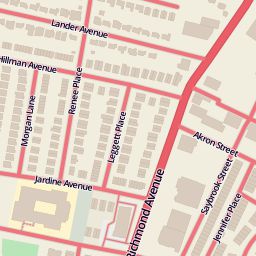 Lander Avenue
Hillman Avenue
Renee Place
Morgan Lane
Leggett Place
Akron Street
Saybrook Street
Jennifer Place
Jardine Avenue
Richmond Avenue